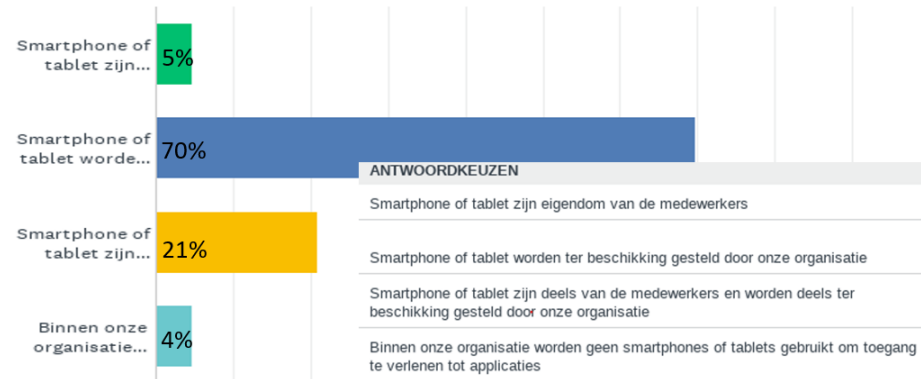 Smartphone of
tablet zijn...
5%
Smartphone of
tablet worde...
70%
Smartphone of
tablet zijn...
21%
Binnen onze
organisatie...
4%
ANTWOORDKEUZEN
Smartphone of tablet zijn eigendom van de medewerkers
Smartphone of tablet worden ter beschikking gesteld door onze organisatie
Smartphone of tablet zijn deels van de medewerkers en worden deels ter
beschikking gesteld door onze organisatie
Binnen onze organisatie worden geen smartphones of tablets gebruikt om toegang
te verlenen tot applicaties